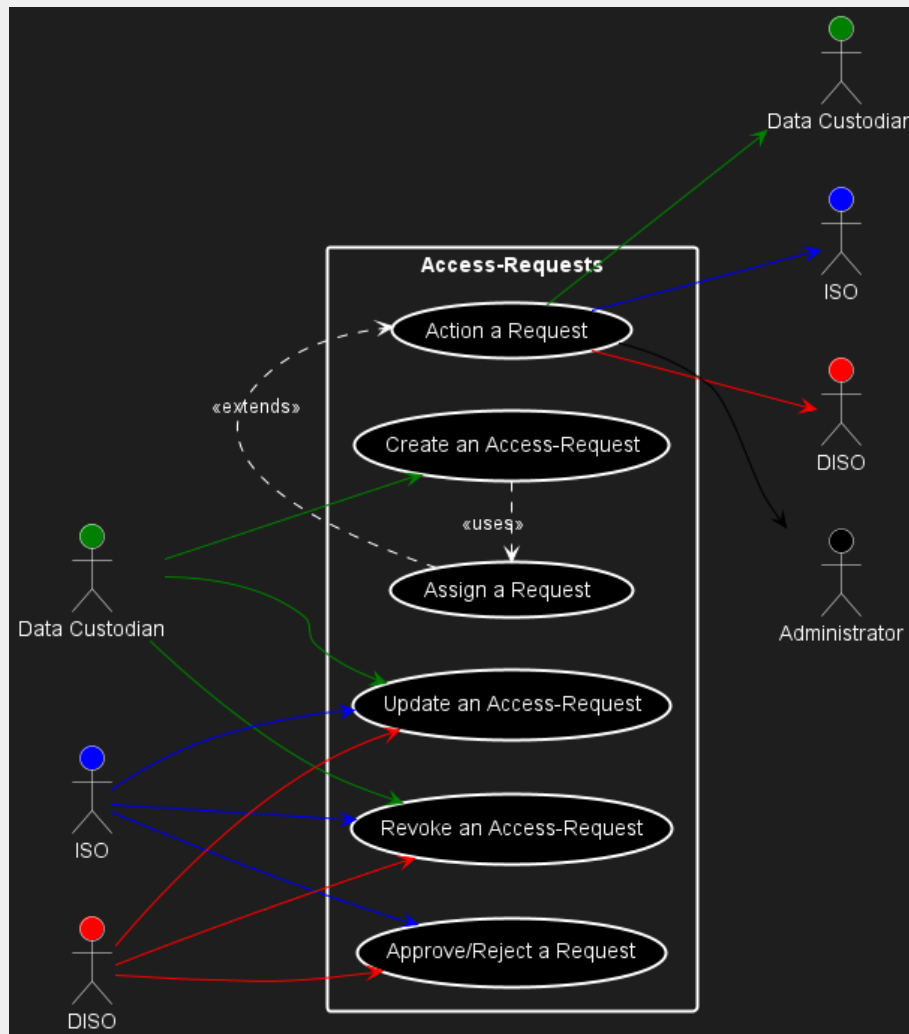 Data Custodian
ISO
Access-Requests
Action a Request
«extends»
DISO
Create an Access-Request
«uses»
Assign a Request
Data Custodian
Administrator
Update an Access-Request
Revoke an Access-Request
ISO
Approve/Reject a Request
DISO